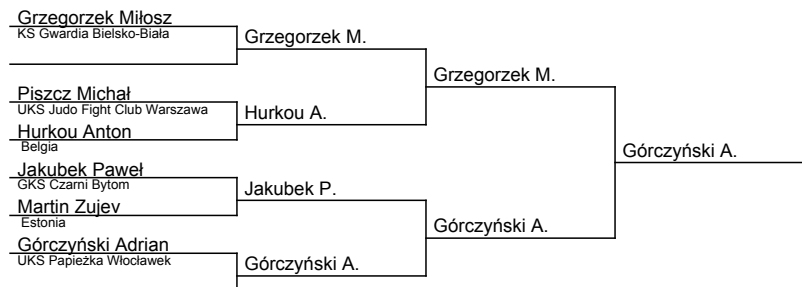 Grzegorzek Miłosz
KS Gwardia Bielsko-Biała
Grzegorzek M.
Grzegorzek M.
Piszcz Michał
UKS Judo Fight Club Warszawa
Hurkou A.
Hurkou Anton
Belgia
Górczyński A.
Jakubek Paweł
GKS Czarni Bytom
Jakubek P.
Martin Zujev
Estonia
Górczyński A.
Górczyński Adrian
UKS Papieżka Włocławek
Górczyński A.